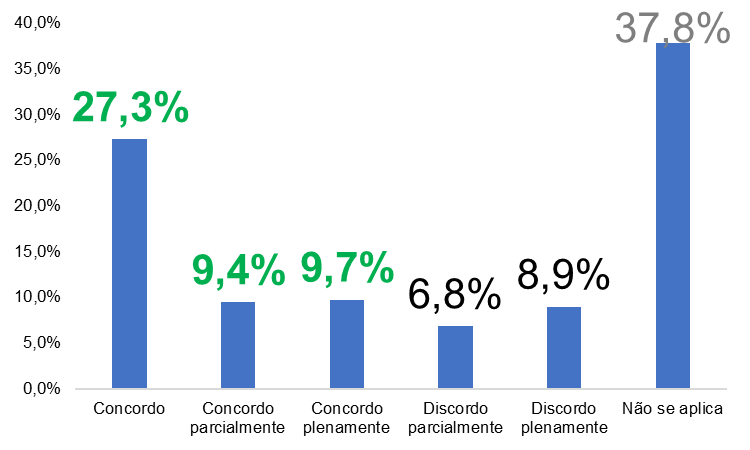 40,0%
35,0%
30,0%
25,0%
20,0%
15,0%
10,0%
5,0%
0,0%
27,3%
9,4%
9,7%
6,8%
8,9%
37,8%
Concordo
Concordo
parcialmente
Concordo
plenamente
Discordo
parcialmente
Discordo
plenamente
Não se aplica